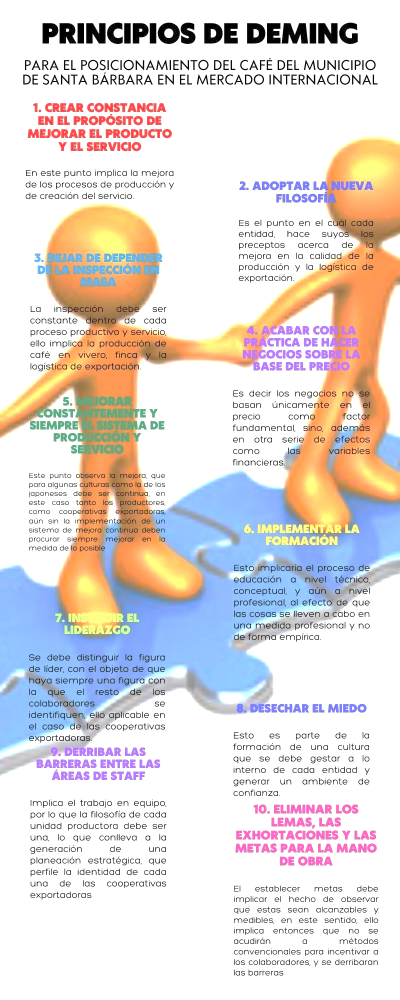 PRINCIPIOS DE DEMING
PARA EL POSICIONAMIENTO DEL CAFÉ DEL MUNICIPIO
DE SANTA BÁRBARA EN EL MERCADO INTERNACIONAL
1. CREAR CONSTANCIA
EN EL PROPÓSITO DE
MEJORAR EL PRODUCTO
Y EL SERVICIO
En este punto implica la mejora
de los procesos de producción y
de creación del servicio.
2. ADOPTAR LA NUEVA
FILOSOFÍA
Es el punto en el cuál cada
entidad, hace suyos los
preceptos acerca de la
mejora en la calidad de la
producción y la logística de
exportación.
3. DEJAR DE DEPENDER
DE LA INSPECCIÓN EN
MASA
La inspección debe ser
constante dentro de cada
proceso productivo y servicio,
ello implica la producción de
café en vivero, finca y la
logística de exportación.
4. ACABAR CON LA
PRÁCTICA DE HACER
NEGOCIOS SOBRE LA
BASE DEL PRECIO
Es decir los negocios no se
basan únicamente en el
precio como factor
fundamental, sino, además
en otra serie de efectos
como las variables
financieras.
5. MEJORAR
CONSTANTEMENTE Y
SIEMPRE EL SISTEMA DE
PRODUCCIÓN Y
SERVICIO
Este punto observa la mejora, que
para algunas culturas como la de los
japoneses debe ser continua, en
este caso tanto los productores,
como cooperativas exportadoras,
aún sin la implementación de un
sistema de mejora continua deben
procurar siempre mejorar en la
medida de lo posible
6. IMPLEMENTAR LA
FORMACIÓN
Esto implicaría el proceso de
educación a nivel técnico,
conceptual, y aún a nivel
profesional, al efecto de que
las cosas se lleven a cabo en
una medida profesional y no
de forma empírica.
7. INSTRUIR EL
LIDERAZGO
Se debe distinguir la figura
de líder, con el objeto de que
haya siempre una figura con
la que el resto de los
colaboradores se
identifiquen, ello aplicable en
el caso de las cooperativas
exportadoras.
8. DESECHAR EL MIEDO
Esto es parte de la
formación de una cultura
que se debe gestar a lo
interno de cada entidad y
generar un ambiente de
confianza.
9. DERRIBAR LAS
BARRERAS ENTRE LAS
ÁREAS DE STAFF
Implica el trabajo en equipo,
por lo que la filosofía de cada
unidad productora debe ser
una, lo que conlleva a la
generación de una
planeación estratégica, que
perfile la identidad de cada
una de las cooperativas
exportadoras
10. ELIMINAR LOS
LEMAS, LAS
EXHORTACIONES Y LAS
METAS PARA LA MANO
DE OBRA
El establecer metas debe
implicar el hecho de observar
que estas sean alcanzables y
medibles, en este sentido, ello
implica entonces que no se
acudirán a métodos
convencionales para incentivar a
los colaboradores, y se derribaran
las barreras